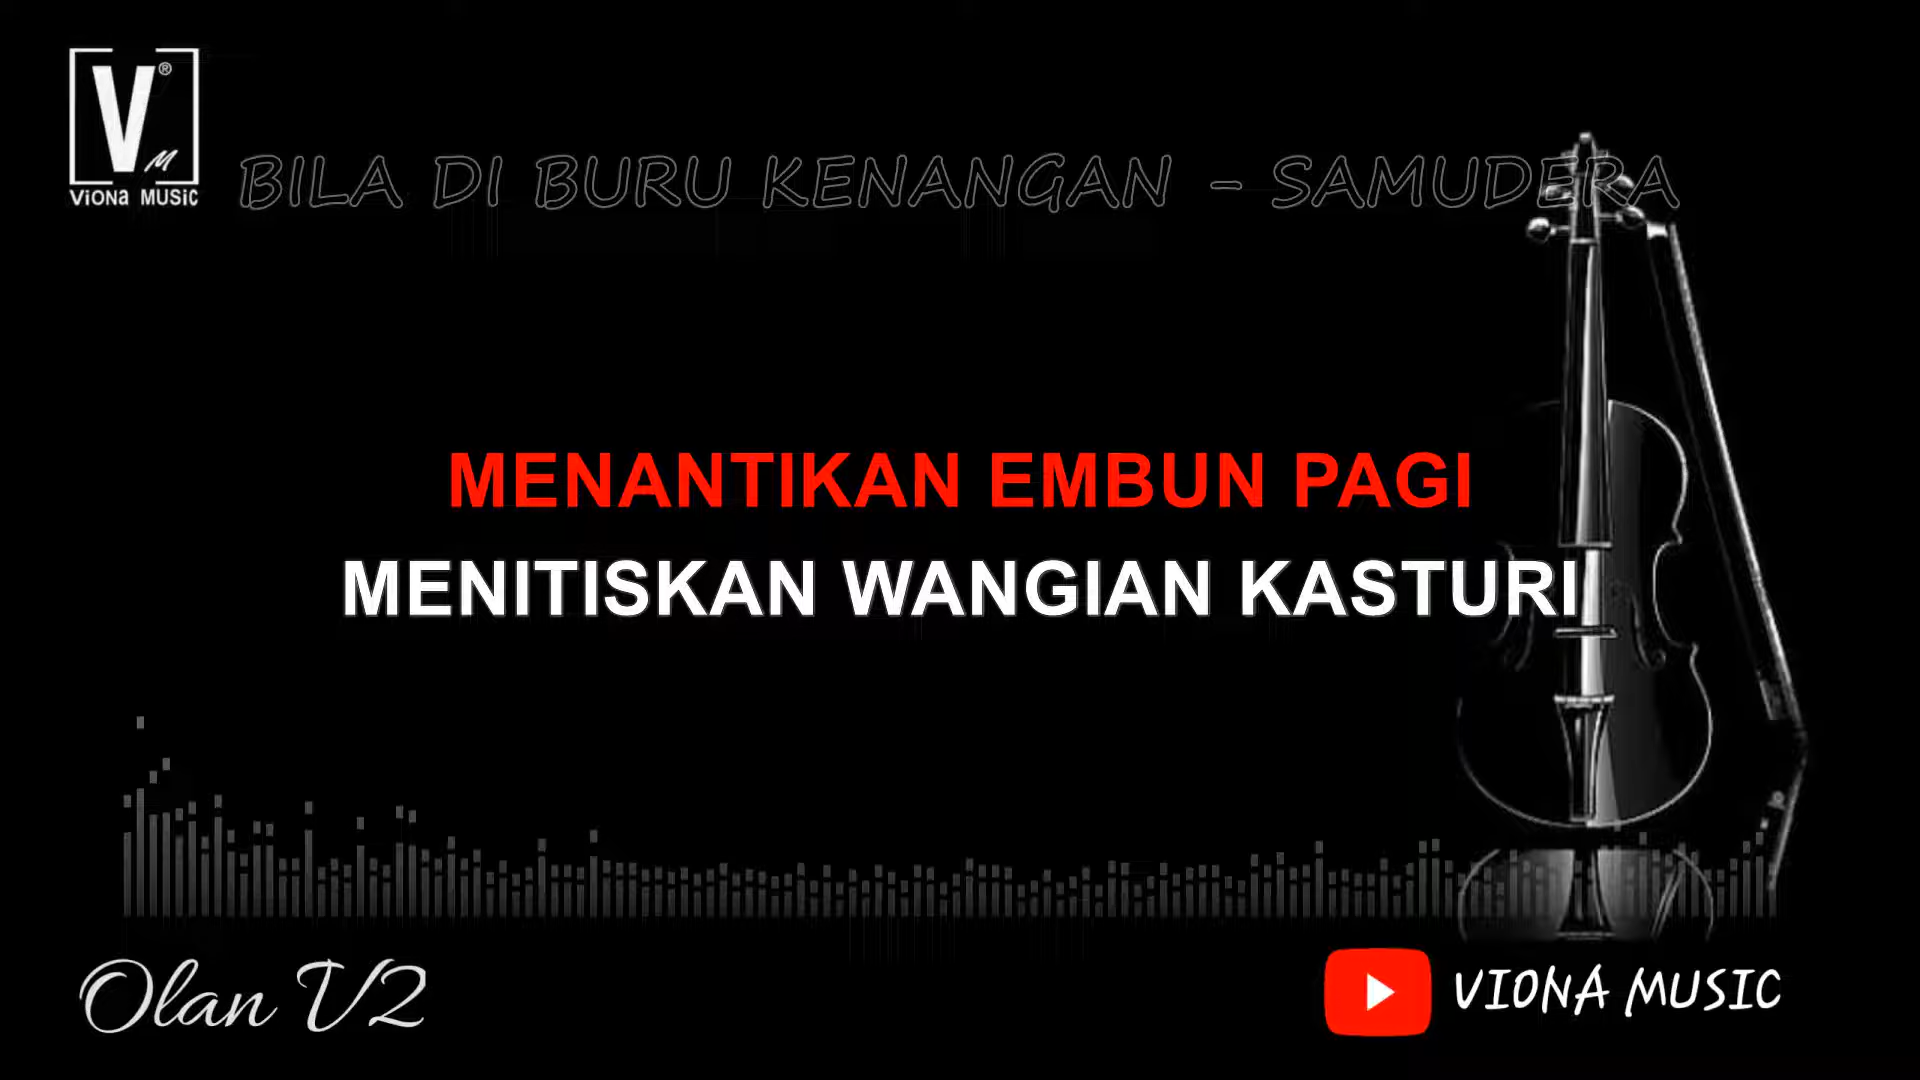 V®
M
ViONa MUSiC
BILA DI BURU KENANGAN - SAMUDERA
MENANTIKAN EMBUN PAGI
MENITISKAN WANGIAN KASTURI
Olan V2
VIONA MUSIC